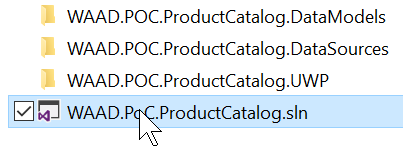 WAAD.POC.ProductCatalog.DataModels
WAAD.POC.ProductCatalog.DataSources
WAAD.POC.ProductCatalog.UWP
WAAD.PoC.ProductCatalog.sln